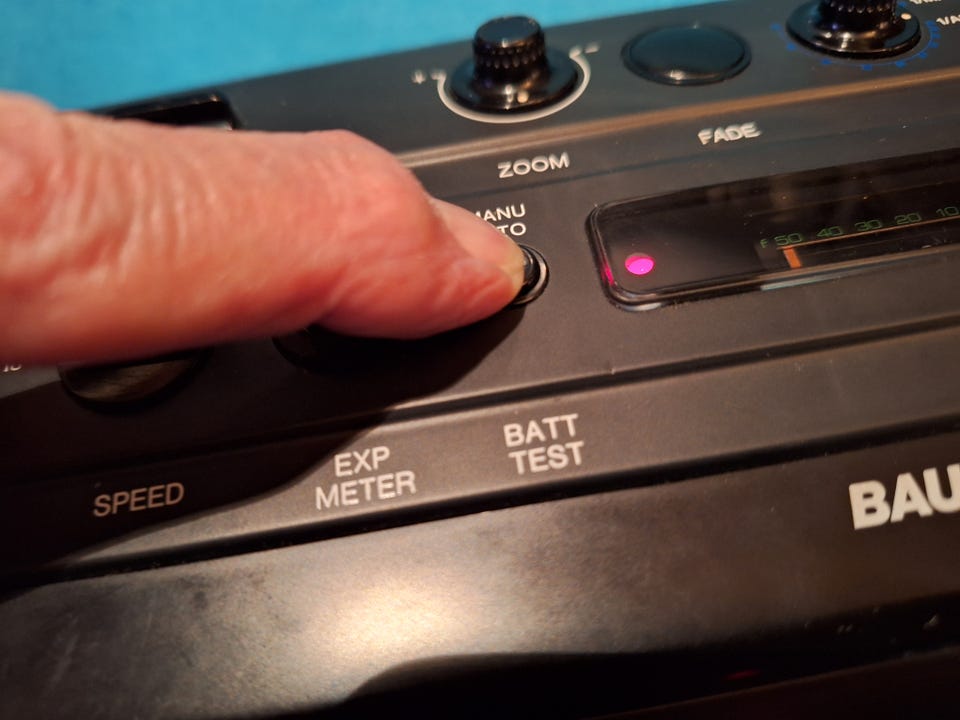 ZOOM
FADE
MANU
TO
F 50 40 30 20 10
SPEED
EXP
METER
BATT
TEST
BAU